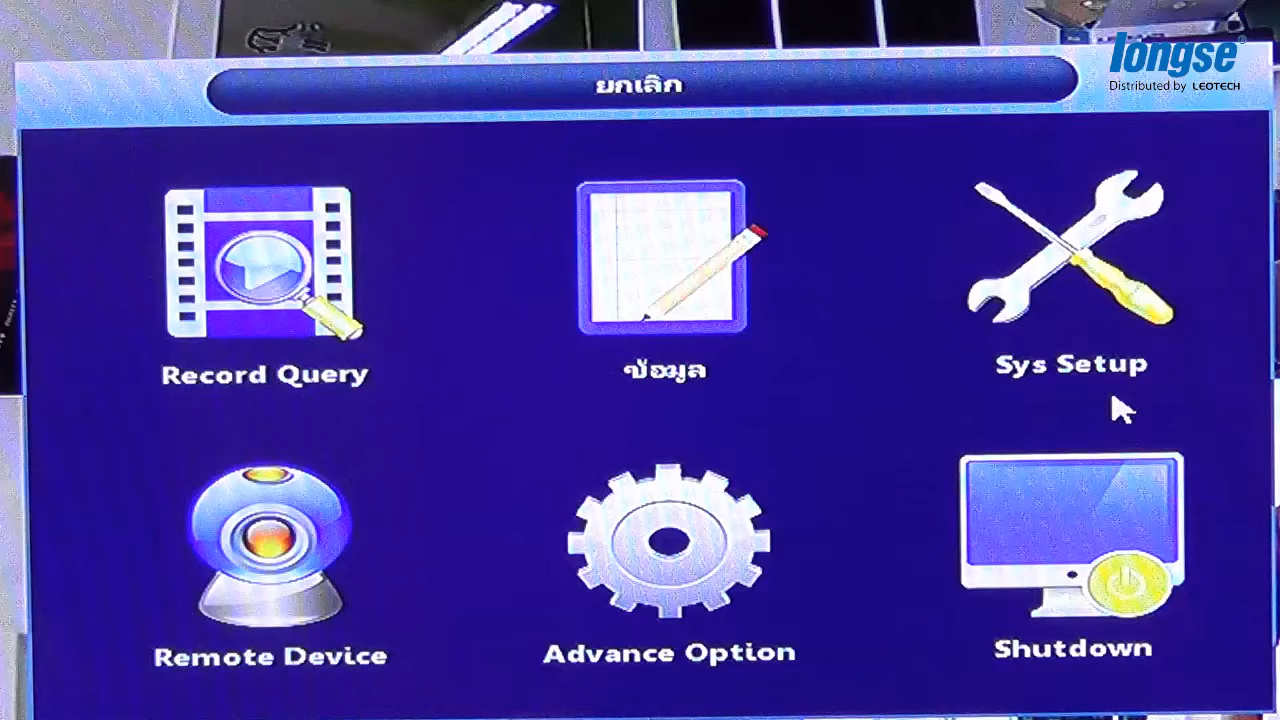 longse
Distributed by LEOTECH
ยกเลิก
Record Query
ข้อมูล
Sys Setup
Remote Device
Advance Option
Shutdown